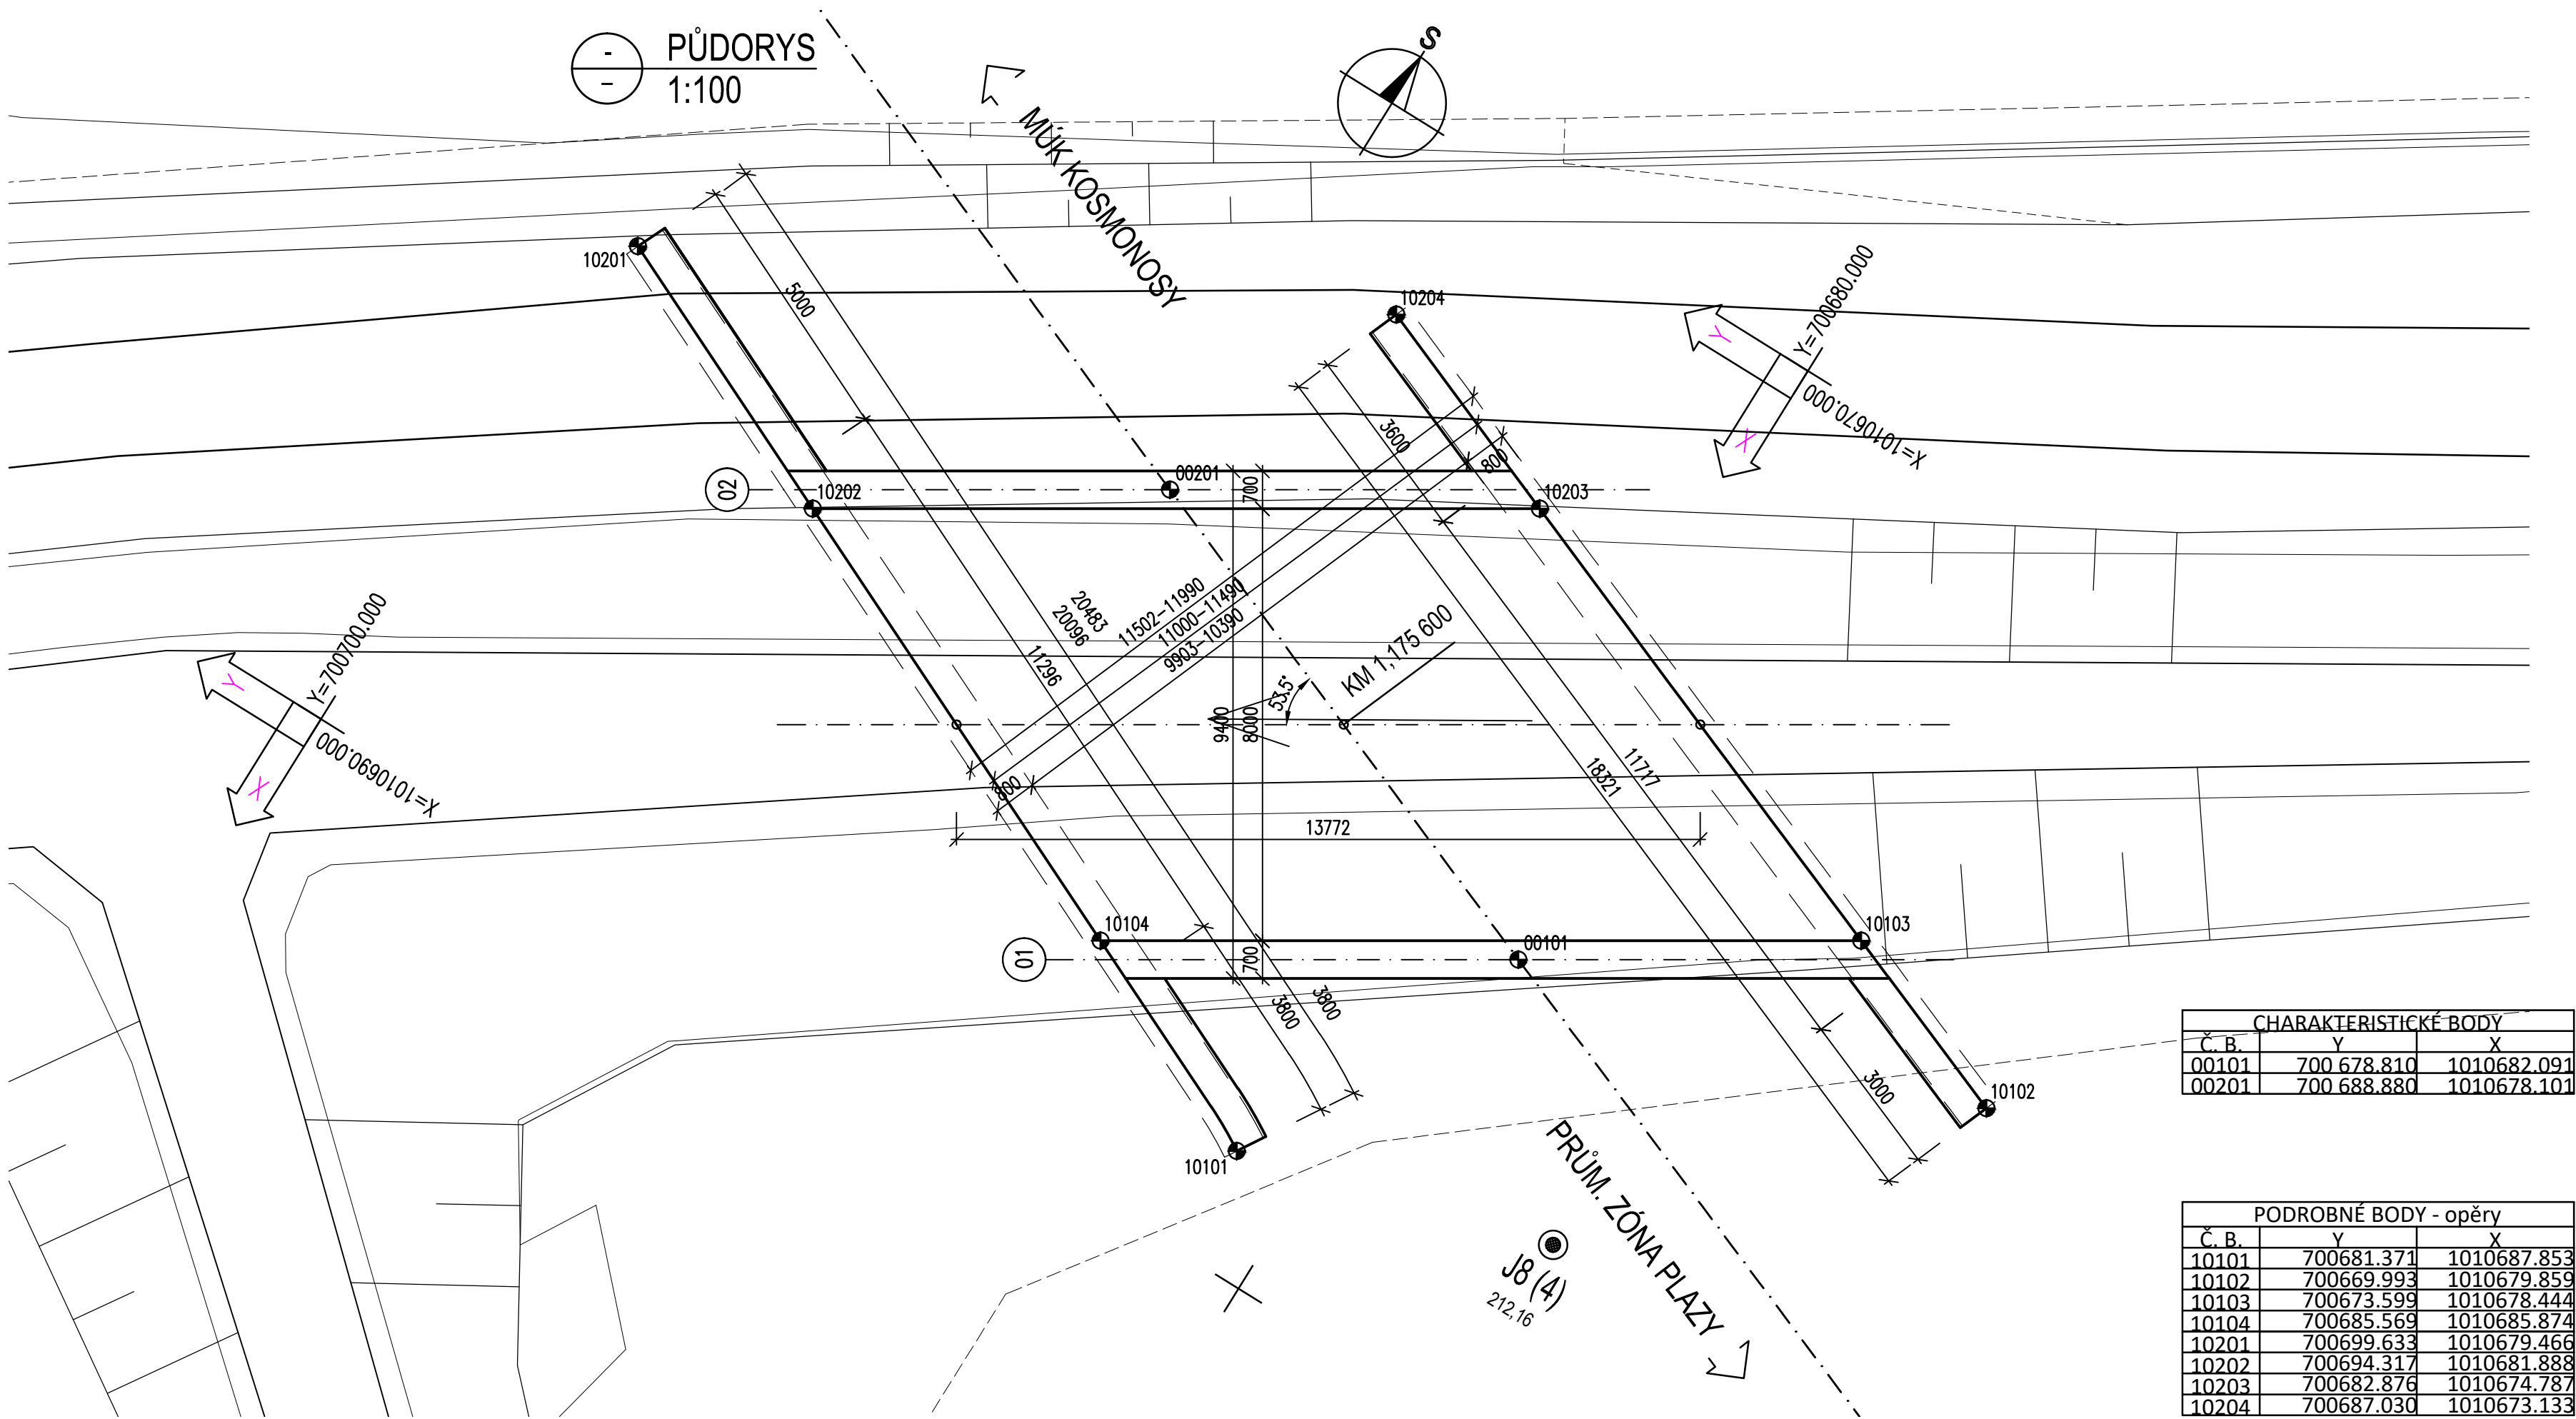 -
–
PŮDORYS
1:100
S
MÚK KOSMONOSY
10201
10204
5000
Y=700680.000
X=1010670.000
Y
X
3600
800
02
10202
00201
700
10203
11502-11990
11000-11490
9903-10390
20483
20096
11296
KM 1,175 600
53,5°
9400
8000
Y=700700.000
X=1010690.000
Y
X
800
13772
18321
11717
01
10104
00101
10103
700
3800
3800
3000
10101
10102
PRŮM. ZÓNA PLAZY
J8 (4)
212,16
CHARAKTERISTICKÉ BODY
Č. B. Y X
00101 700 678.810 1010682.091
00201 700 688.880 1010678.101
PODROBNÉ BODY - opěry
Č. B. Y X
10101 700681.371 1010687.853
10102 700669.993 1010679.859
10103 700673.599 1010678.444
10104 700685.569 1010685.874
10201 700699.633 1010679.466
10202 700694.317 1010681.888
10203 700682.876 1010674.787
10204 700687.030 1010673.133